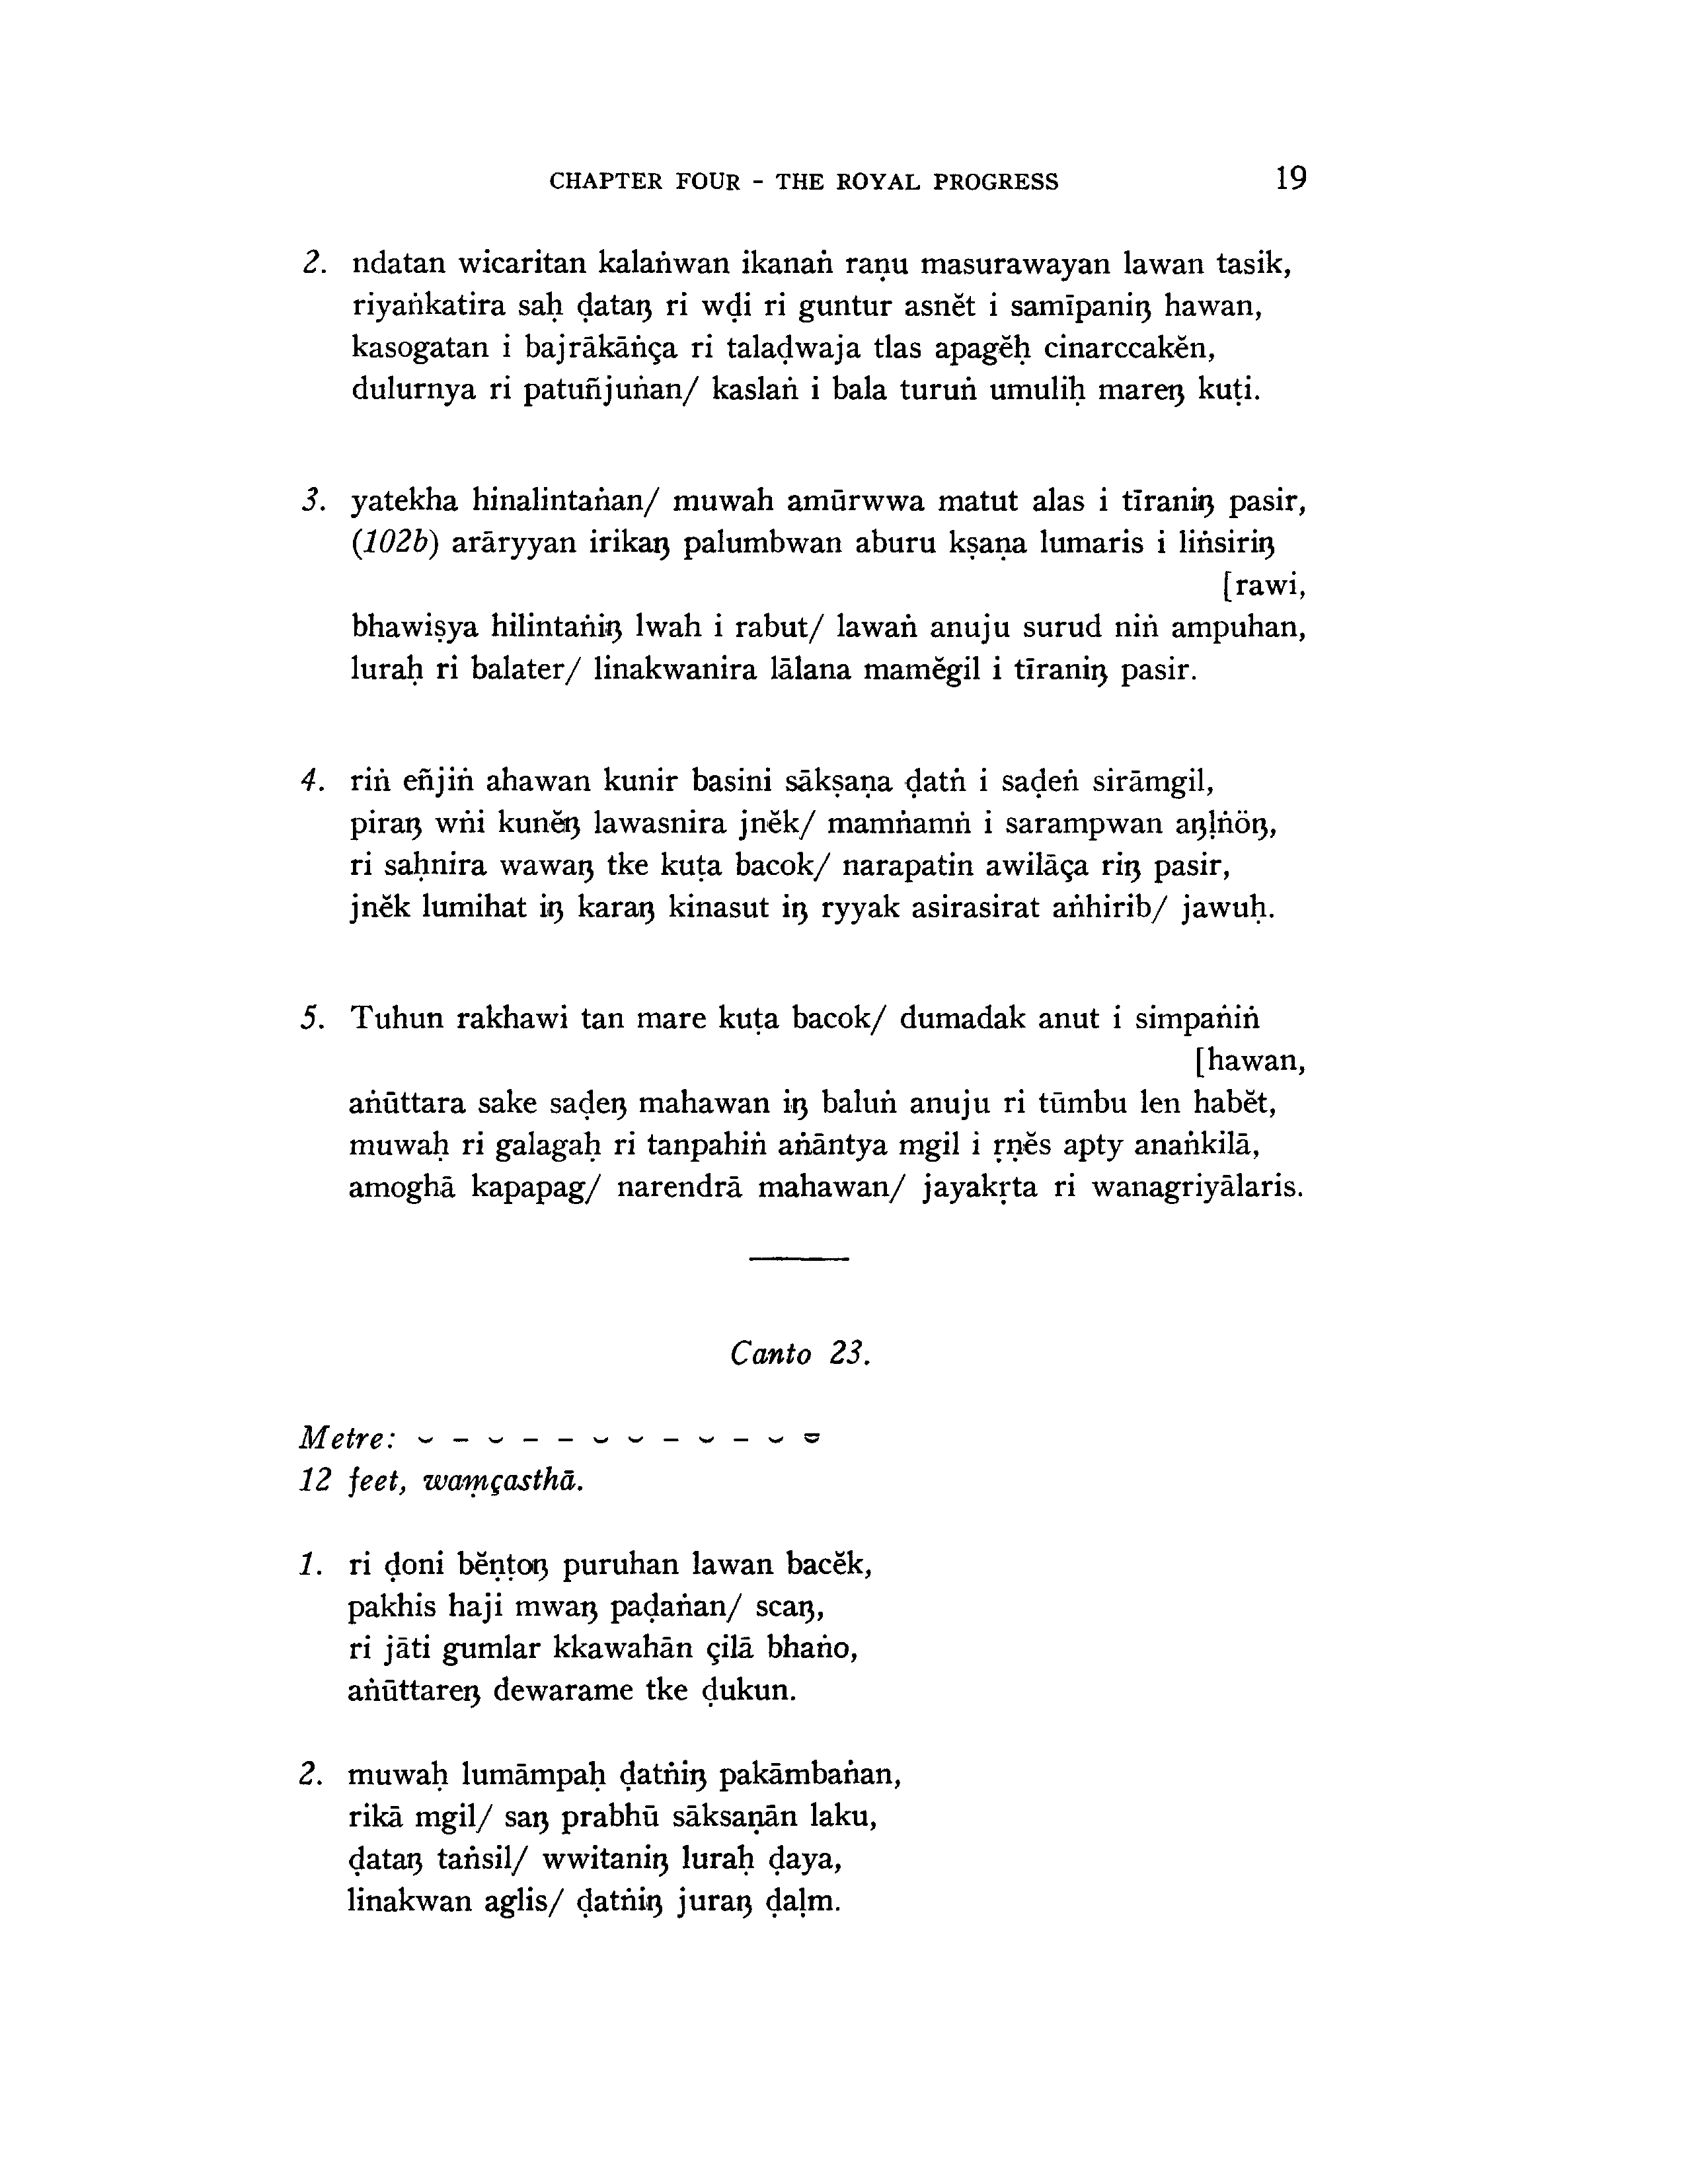 CHAPTER FOUR - THE ROYAL PROGRESS 19
2. ndatan wicaritan kalaṅwan ikanaṅ raṇu masurawayan lawan tasik,
riyaṅkatira saḥ ḍataŋ ri wḍi ri guntur asnĕt i samīpaniŋ hawan,
kasogatan i bajrākāṅça ri talaḍwaja tlas apagĕḥ cinarccakĕn,
dulurnya ri patuñjuṅan/ kaslaṅ i bala turuṅ umuliḥ mareŋ kuṭi.
3. yatekha hinalintaṅan/ muwah amūrwwa matut alas i tīraniŋ pasir,
(102b) arāryyan irikaŋ palumbwan aburu kṣaṇa lumaris i liṅsiriŋ
[rawi,
bhawiṣya hilintaṅiŋ lwah i rabut/ lawaṅ anuju surud niṅ ampuhan,
luraḥ ri balater/ linakwanira lālana mamĕgil i tīraniŋ pasir.
4. riṅ eñjiṅ ahawan kunir basini sākṣaṇa ḍatṅ i saḍeṅ sirāmgil,
piraŋ wṅi kunĕŋ lawasnira jnĕk/ mamṅamṅ i sarampwan aŋḷṅöŋ,
ri saḥnira wawaŋ tke kuṭa bacok/ narapatin awilāça riŋ pasir,
jnĕk lumihat iŋ karaŋ kinasut iŋ ryyak asirasirat aṅhirib/ jawuḥ.
5. Tuhun rakhawi tan mare kuṭa bacok/ dumadak anut i simpaṅiṅ
[hawan,
aṅūttara sake saḍeŋ mahawan iŋ baluṅ anuju ri tūmbu len habĕt,
muwaḥ ri galagaḥ ri tanpahiṅ aṅāntya mgil i ṛṇĕs apty anaṅkilā,
amoghā kapapag/ narendrā mahawan/ jayakṛta ri wanagriyālaris.
Canto 23.
Metre: ⏑ – ⏑ – – ⏑ ⏑ – ⏑ – ⏑ ⏓
12 feet, waṃçasthā.
1. ri ḍoni bĕṇṭoŋ puruhan lawan bacĕk,
pakhis haji mwaŋ paḍaṅan/ scaŋ,
ri jāti gumlar kkawahān çilā bhaṅo,
aṅūttareŋ dewarame tke ḍukun.
2. muwaḥ lumāmpaḥ ḍatṅiŋ pakāmbaṅan,
rikā mgil/ saŋ prabhū sāksaṇān laku,
ḍataŋ taṅsil/ wwitaniŋ luraḥ ḍaya,
linakwan aglis/ ḍatṅiŋ juraŋ ḍaḷm.